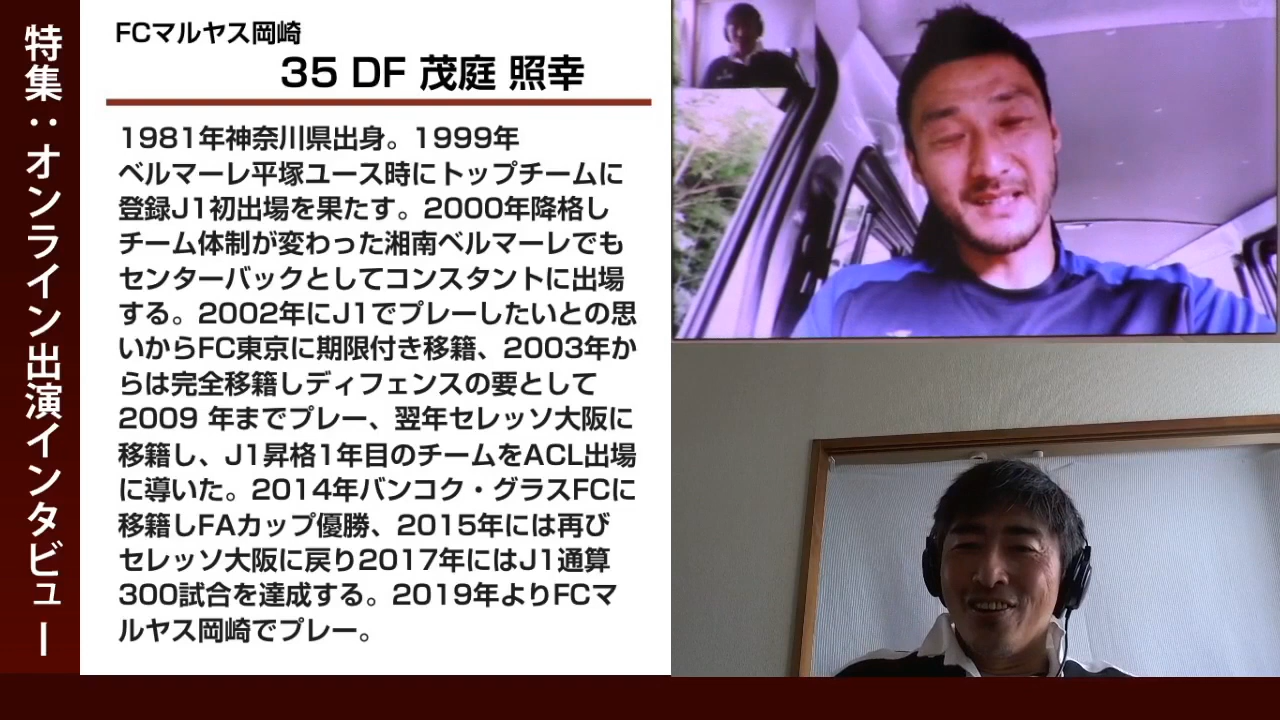 特集：オンライン出演インタビュー
FCマルヤス岡崎
35 DF 茂庭 照幸
1981年神奈川県出身。1999年
ベルマーレ平塚ユース時にトップチームに
登録J1初出場を果たす。2000年降格し
チーム体制が変わった湘南ベルマーレでも
センターバックとしてコンスタントに出場
する。2002年にJ1でプレーしたいとの思
いからFC東京に期限付き移籍、2003年か
らは完全移籍しディフェンスの要として
2009 年までプレー、翌年セレッソ大阪に
移籍し、J1昇格1年目のチームをACL出場
に導いた。2014年バンコク・グラスFCに
移籍しFAカップ優勝、2015年には再び
セレッソ大阪に戻り2017年にはJ1通算
300試合を達成する。2019年よりFCマ
ルヤス岡崎でプレー。